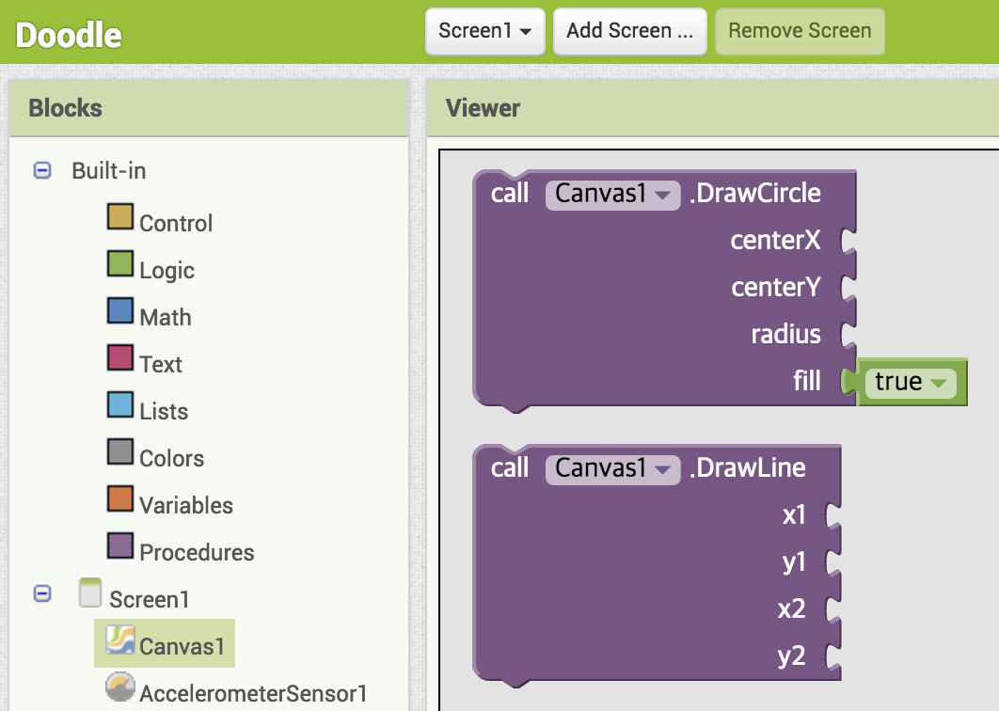 Doodle
Screen1
Add Screen ...
Remove Screen
Blocks
Built-in
Control
Logic
Math
Text
Lists
Colors
Variables
Procedures
Screen1
Canvas1
AccelerometerSensor1
Viewer
call Canvas1 .DrawCircle
centerX
centerY
radius
fill true
call Canvas1 .DrawLine
x1
y1
x2
y2